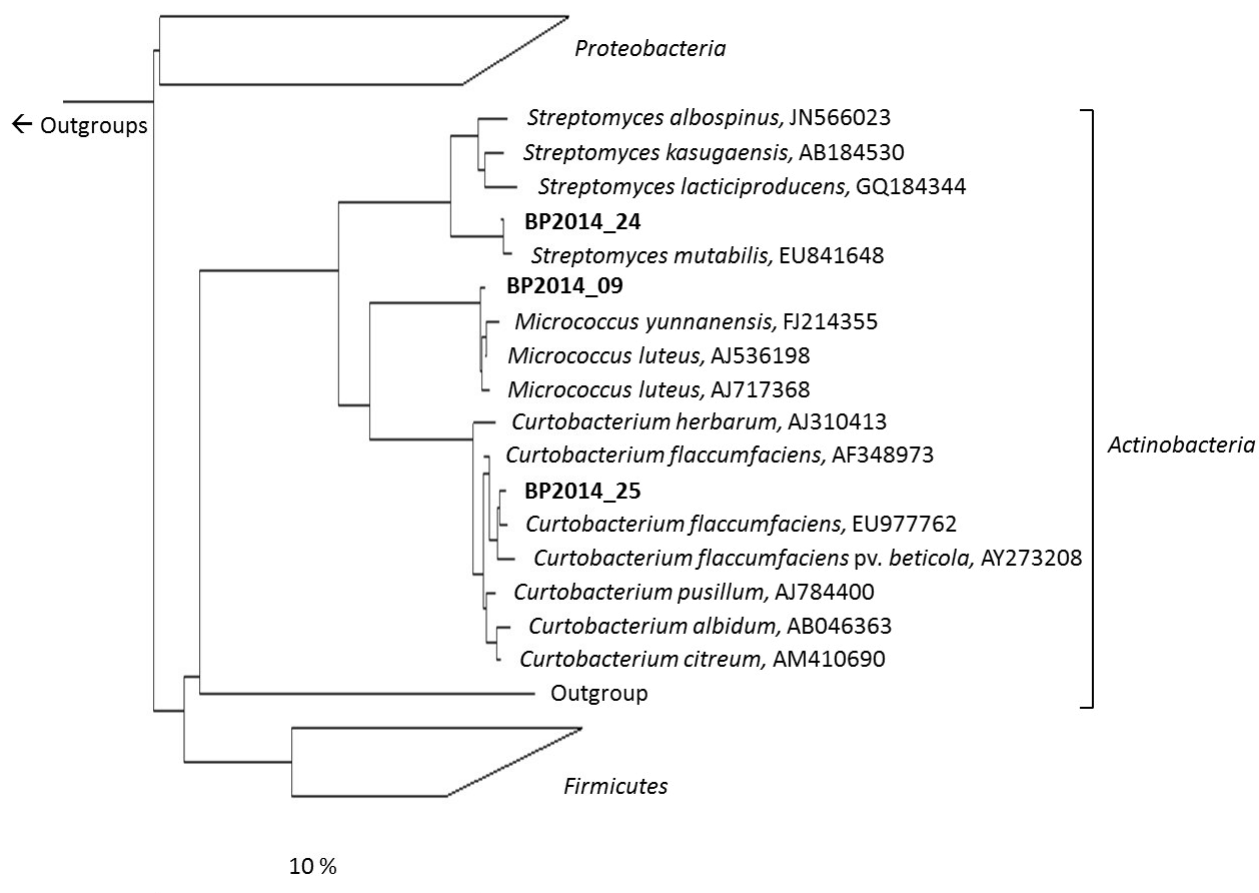 Proteobacteria
← Outgroups
Streptomyces albospinus, JN566023
Streptomyces kasugaensis, AB184530
Streptomyces lacticiproducens, GQ184344
BP2014_24
Streptomyces mutabilis, EU841648
BP2014_09
Micrococcus yunnanensis, FJ214355
Micrococcus luteus, AJ536198
Micrococcus luteus, AJ717368
Curtobacterium herbarum, AJ310413
Actinobacteria
Curtobacterium flaccumfaciens, AF348973
BP2014_25
Curtobacterium flaccumfaciens, EU977762
Curtobacterium flaccumfaciens pv. beticola, AY273208
Curtobacterium pusillum, AJ784400
Curtobacterium albidum, AB046363
Curtobacterium citreum, AM410690
Outgroup
Firmicutes
10 %